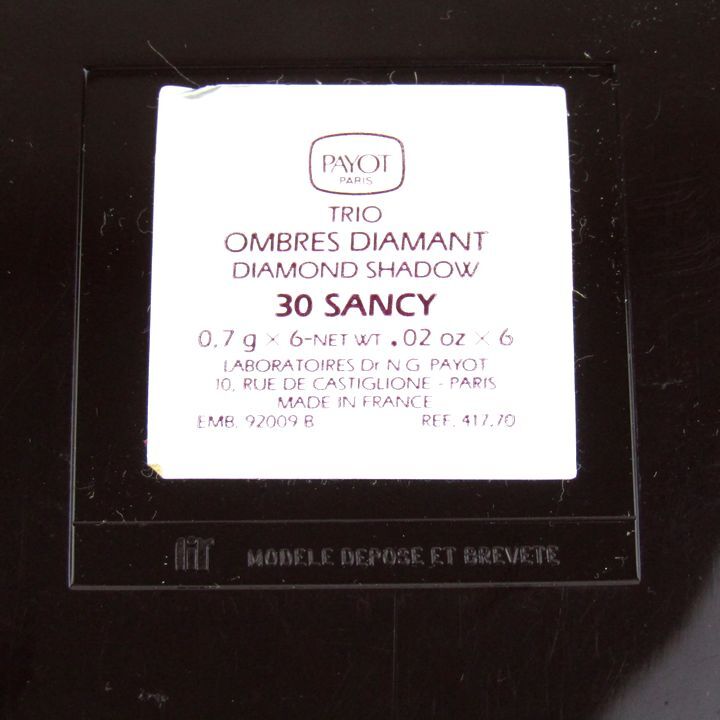 PAYOT
PARIS
TRIO
OMBRES DIAMANT
DIAMOND SHADOW
30 SANCY
0,7 g × 6-NET WT .02 oz × 6
LABORATOIRES Dr N.G. PAYOT
10, RUE DE CASTIGLIONE - PARIS
MADE IN FRANCE
EMB. 92009 B REF. 417.70
MODELE DEPOSE ET BREVETE